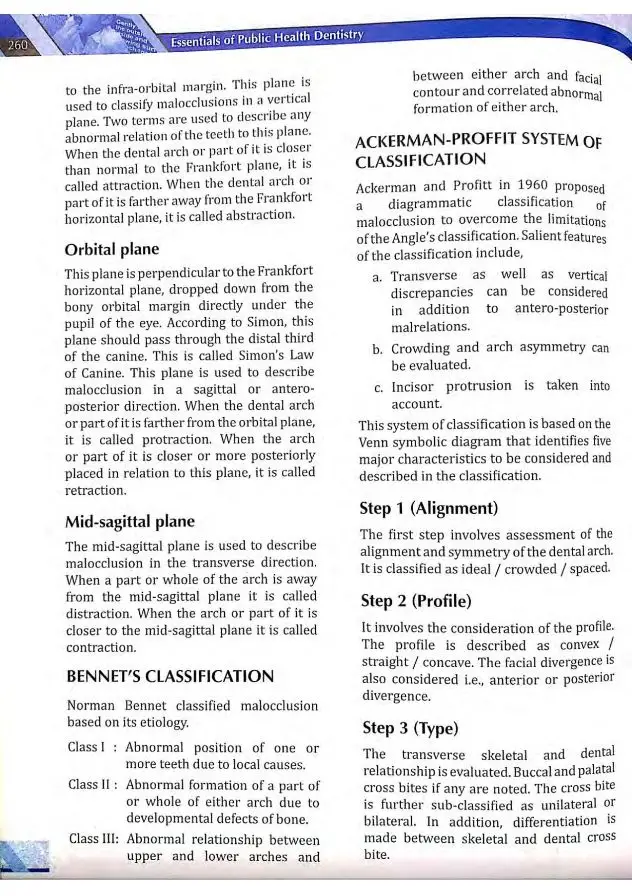 260
Essentials of Public Health Dentistry
to the infra-orbital margin. This plane is
used to classify malocclusions in a vertical
plane. Two terms are used to describe any
abnormal relation of the teeth to this plane.
When the dental arch or part of it is closer
than normal to the Frankfort plane, it is
called attraction. When the dental arch or
part of it is farther away from the Frankfort
horizontal plane, it is called abstraction.
Orbital plane
This plane is perpendicular to the Frankfort
horizontal plane, dropped down from the
bony orbital margin directly under the
pupil of the eye. According to Simon, this
plane should pass through the distal third
of the canine. This is called Simon's Law
of Canine. This plane is used to describe
malocclusion in a sagittal or antero-
posterior direction. When the dental arch
or part of it is farther from the orbital plane,
it is called protraction. When the arch
or part of it is closer or more posteriorly
placed in relation to this plane, it is called
retraction.
Mid-sagittal plane
The mid-sagittal plane is used to describe
malocclusion in the transverse direction.
When a part or whole of the arch is away
from the mid-sagittal plane it is called
distraction. When the arch or part of it is
closer to the mid-sagittal plane it is called
contraction.
BENNET'S CLASSIFICATION
Norman Bennet classified malocclusion
based on its etiology.
Class I : Abnormal position of one or
more teeth due to local causes.
Class II : Abnormal formation of a part of
or whole of either arch due to
developmental defects of bone.
Class III: Abnormal relationship between
upper and lower arches and
between either arch and facial
contour and correlated abnormal
formation of either arch.
ACKERMAN-PROFFIT SYSTEM OF
CLASSIFICATION
Ackerman and Profitt in 1960 proposed
a diagrammatic classification of
malocclusion to overcome the limitations
of the Angle's classification. Salient features
of the classification include,
a. Transverse as well as vertical
discrepancies can be considered
in addition to antero-posterior
malrelations.
b. Crowding and arch asymmetry can
be evaluated.
c. Incisor protrusion is taken into
account.
This system of classification is based on the
Venn symbolic diagram that identifies five
major characteristics to be considered and
described in the classification.
Step 1 (Alignment)
The first step involves assessment of the
alignment and symmetry of the dental arch.
It is classified as ideal / crowded / spaced.
Step 2 (Profile)
It involves the consideration of the profile.
The profile is described as convex /
straight / concave. The facial divergence is
also considered i.e., anterior or posterior
divergence.
Step 3 (Type)
The transverse skeletal and dental
relationship is evaluated. Buccal and palatal
cross bites if any are noted. The cross bite
is further sub-classified as unilateral or
bilateral. In addition, differentiation is
made between skeletal and dental cross
bite.